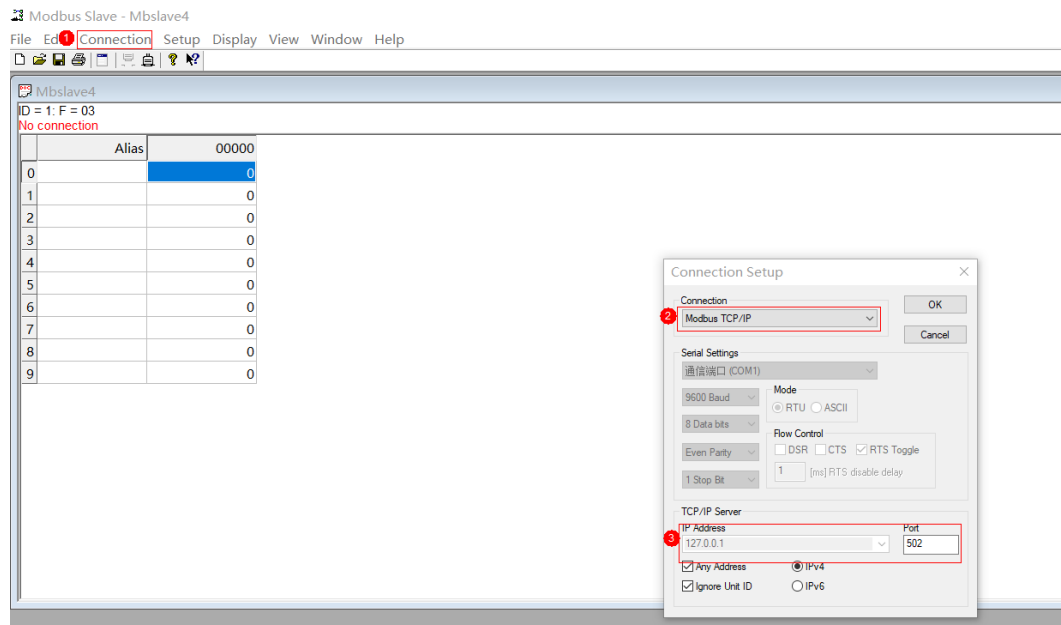 Modbus Slave - Mbslave4
File Ed 1 Connection Setup Display View Window Help
Mbslave4
ID = 1: F = 03
No connection
Alias 00000
0 0
1 0
2 0
3 0
4 0
5 0
6 0
7 0
8 0
9 0
Connection Setup
Connection
OK
2 Modbus TCP/IP
Cancel
Serial Settings
通信端口 (COM1)
9600 Baud
Mode
RTU ASCII
8 Data bits
Flow Control
Even Parity
DSR CTS RTS Toggle
1 [ms] RTS disable delay
1 Stop Bit
TCP/IP Server
IP Address Port
3 127.0.0.1 502
Any Address IPv4
Ignore Unit ID IPv6